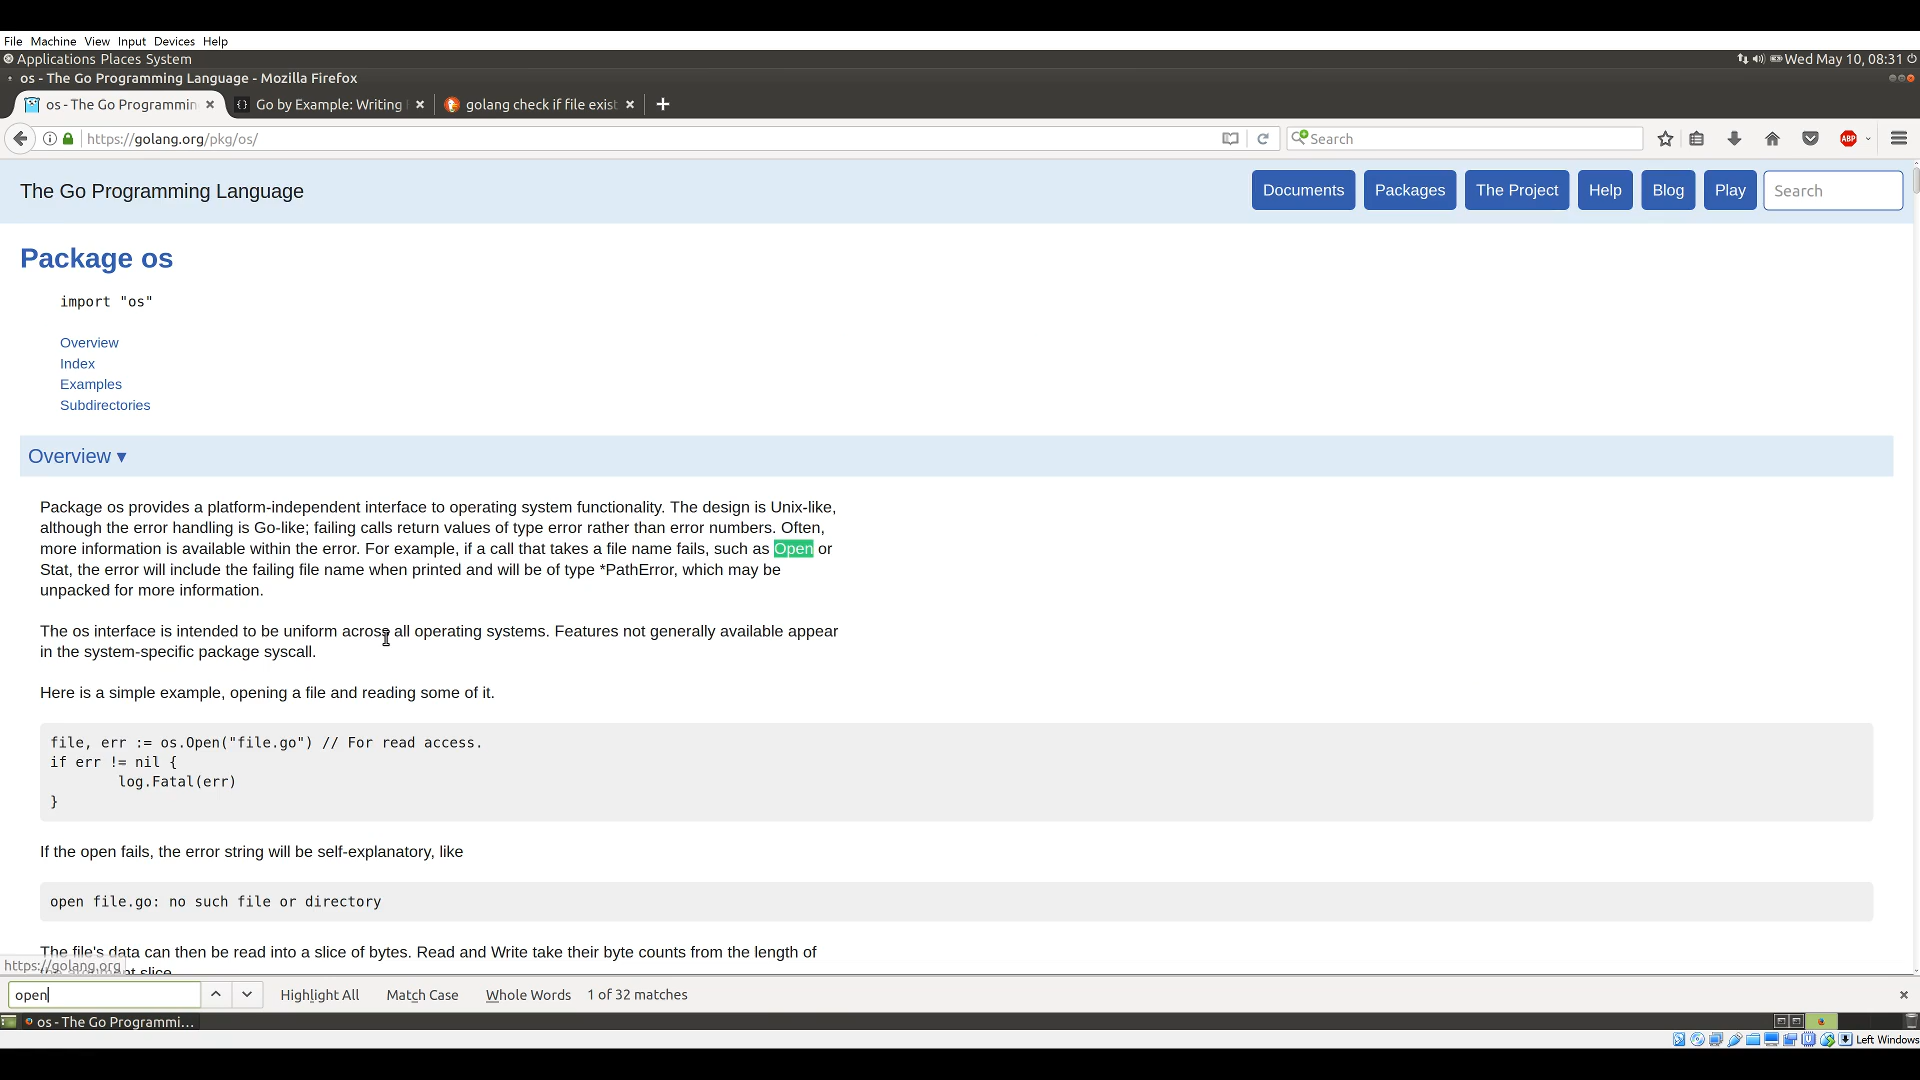 File Machine View Input Devices Help
Applications Places System
Wed May 10, 08:31
os - The Go Programming Language - Mozilla Firefox
os - The Go Programmin
Go by Example: Writing
golang check if file exist
https://golang.org/pkg/os/
Search
ABP
The Go Programming Language
Documents
Packages
The Project
Help
Blog
Play
Search
Package os
import "os"
Overview
Index
Examples
Subdirectories
Overview ▾
Package os provides a platform-independent interface to operating system functionality. The design is Unix-like,
although the error handling is Go-like; failing calls return values of type error rather than error numbers. Often,
more information is available within the error. For example, if a call that takes a file name fails, such as Open or
Stat, the error will include the failing file name when printed and will be of type *PathError, which may be
unpacked for more information.
The os interface is intended to be uniform across all operating systems. Features not generally available appear
in the system-specific package syscall.
Here is a simple example, opening a file and reading some of it.
file, err := os.Open("file.go") // For read access.
if err != nil {
log.Fatal(err)
}
If the open fails, the error string will be self-explanatory, like
open file.go: no such file or directory
The file's data can then be read into a slice of bytes. Read and Write take their byte counts from the length of
slice.
https://golang.org
open
Highlight All
Match Case
Whole Words
1 of 32 matches
os - The Go Programmi...
Left Windows